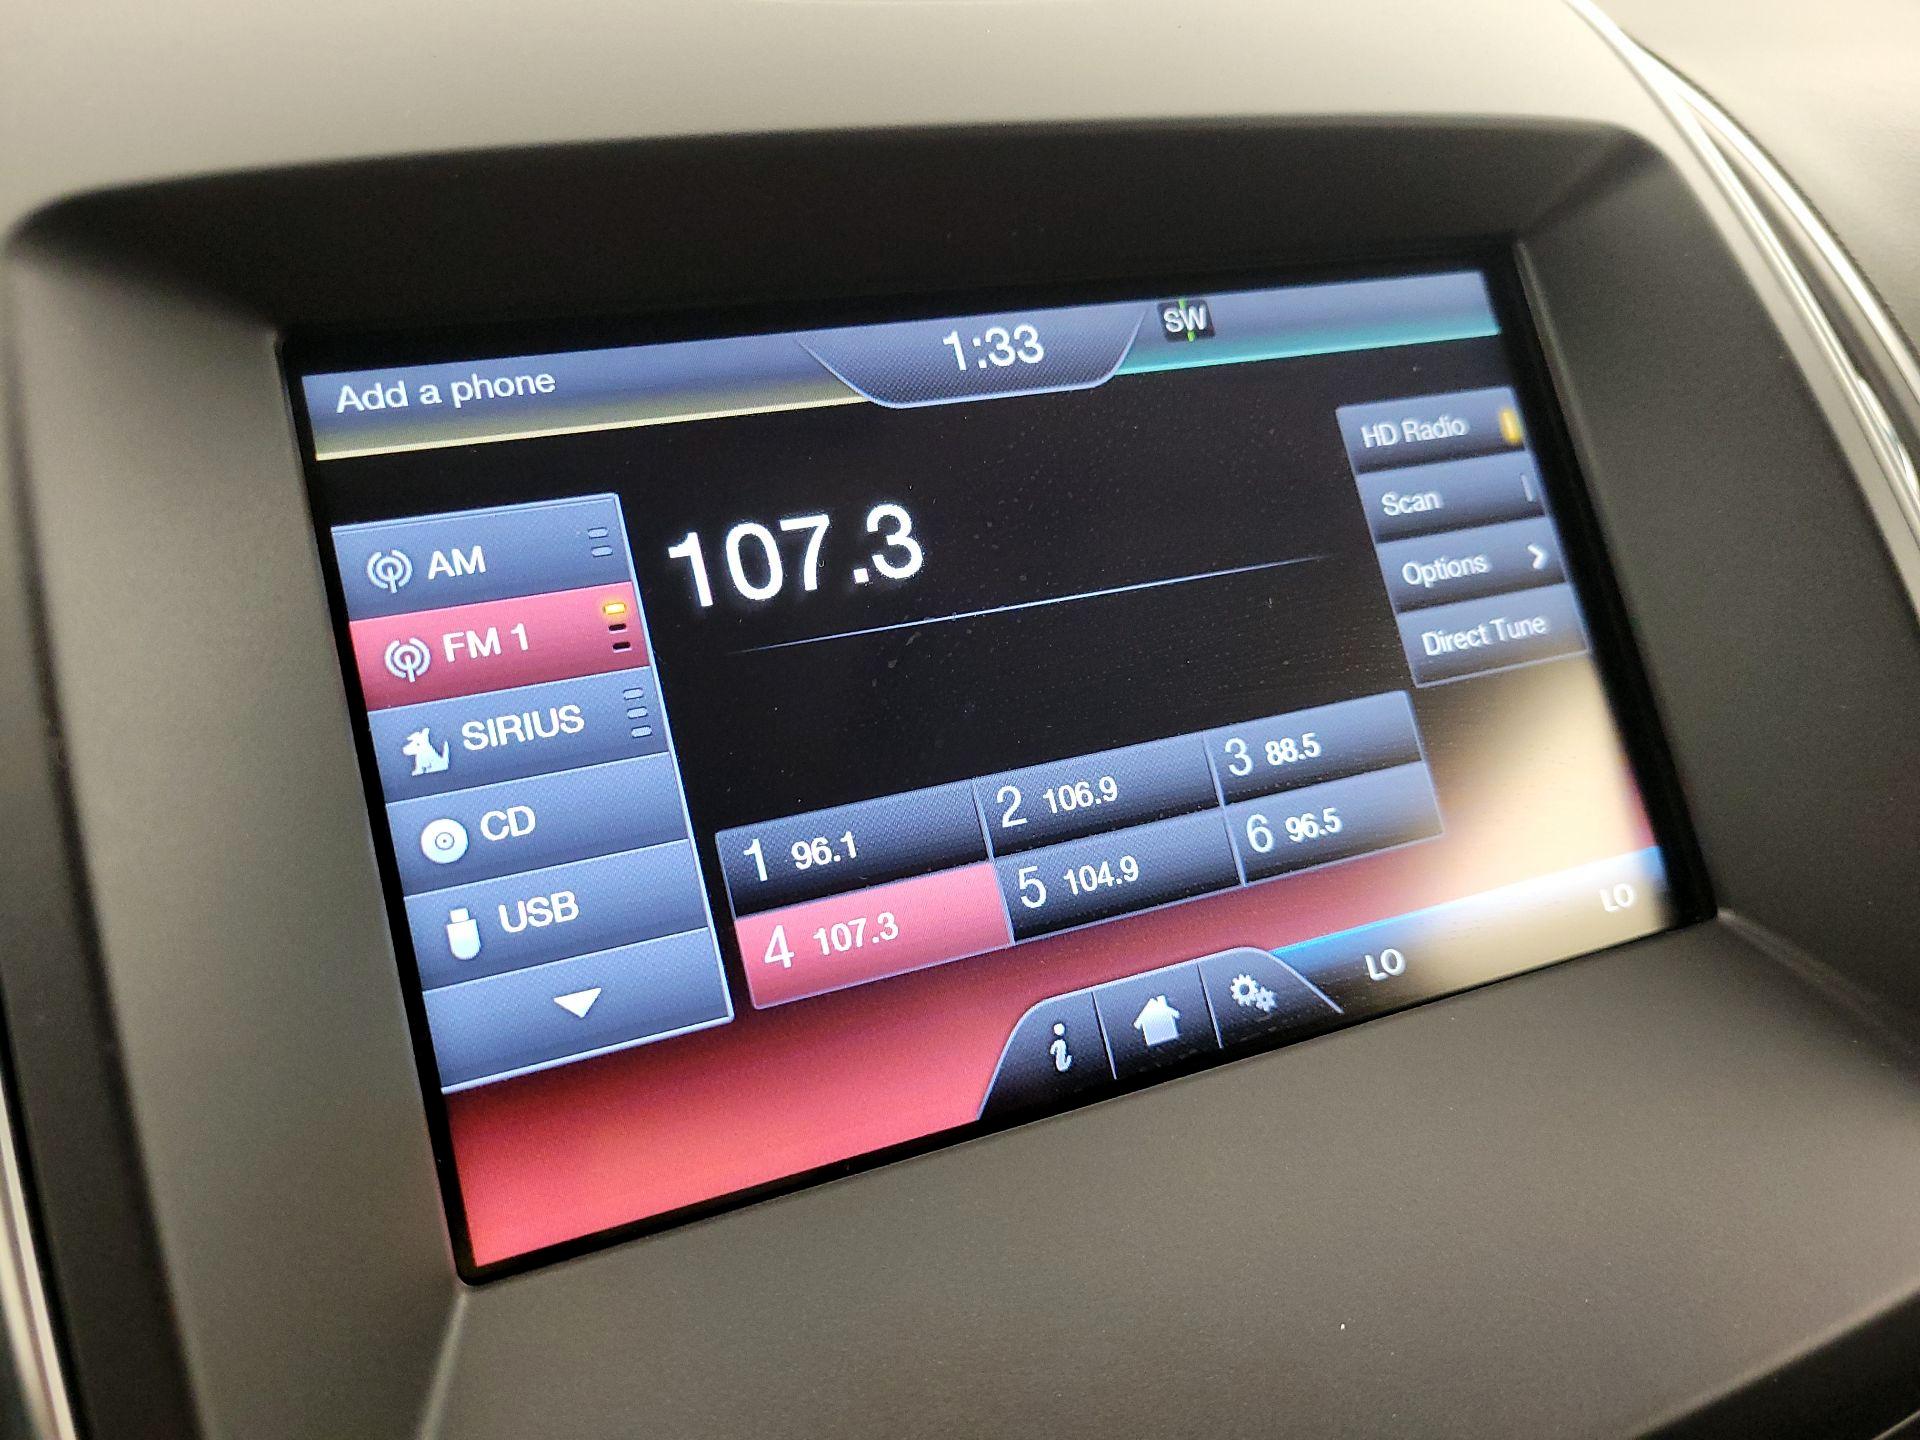 Add a phone
1:33
SW
AM
FM 1
SIRIUS
CD
USB
107.3
HD Radio
Scan
Options
Direct Tune
1 96.1
2 106.9
3 88.5
4 107.3
5 104.9
6 96.5
i
LO
LO